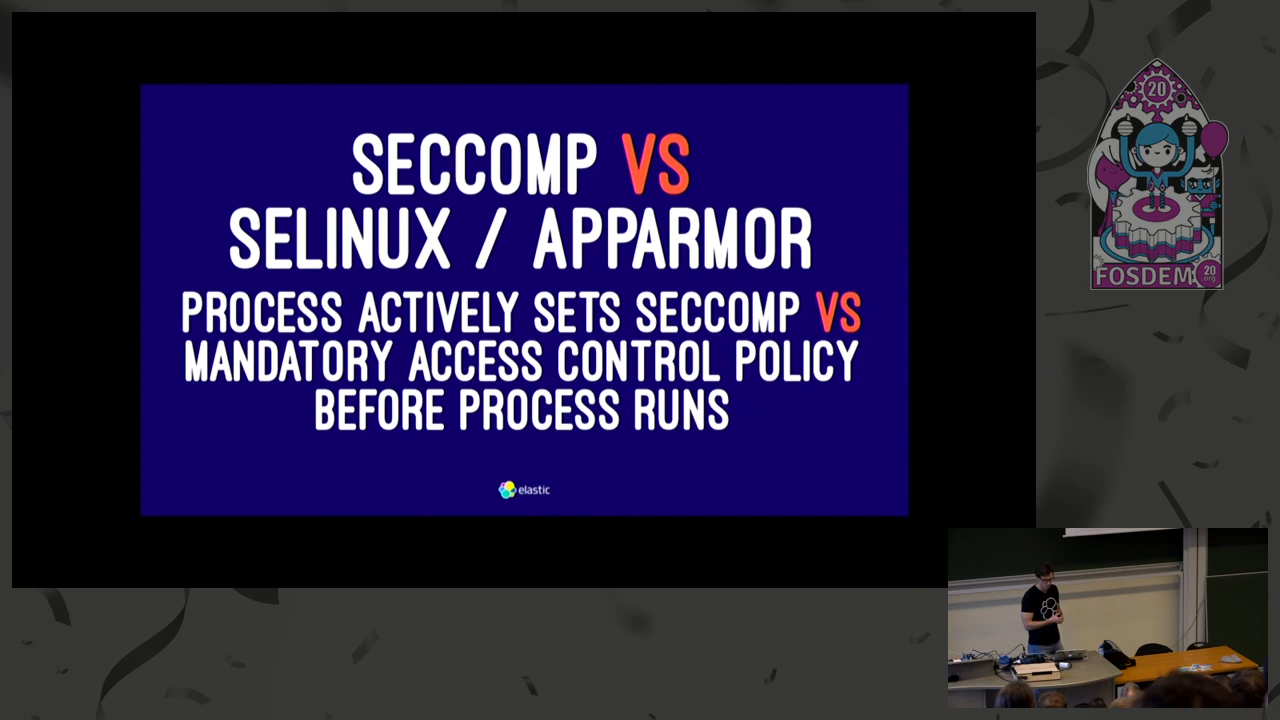 SECCOMP VS
SELINUX / APPARMOR
PROCESS ACTIVELY SETS SECCOMP VS
MANDATORY ACCESS CONTROL POLICY
BEFORE PROCESS RUNS
elastic
20
FOSDEM
20
.org